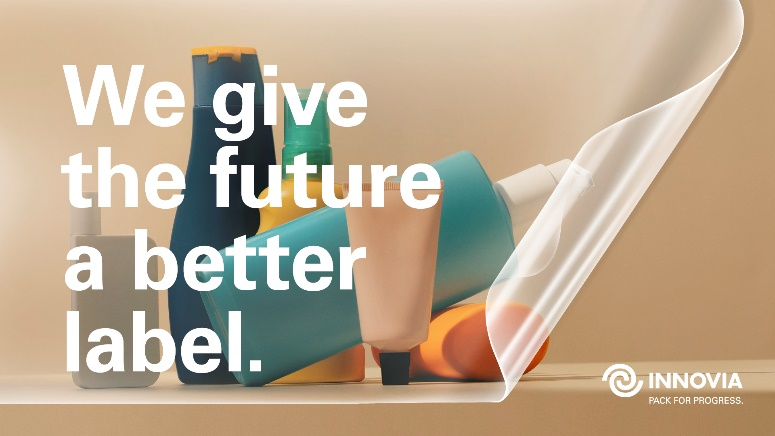 We give
the future
a better
label.
INNOVIA
PACK FOR PROGRESS.